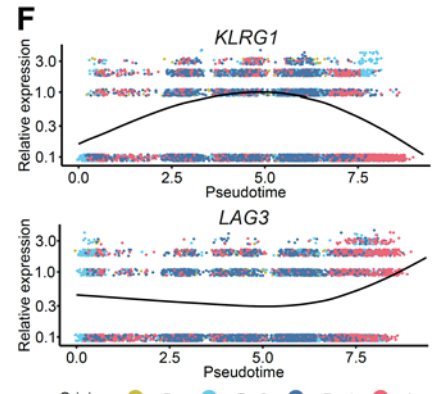 F
KLRG1
Relative expression
3.0
1.0
0.3
0.1
0.0 2.5 5.0 7.5
Pseudotime
LAG3
Relative expression
3.0
1.0
0.3
0.1
0.0 2.5 5.0 7.5
Pseudotime